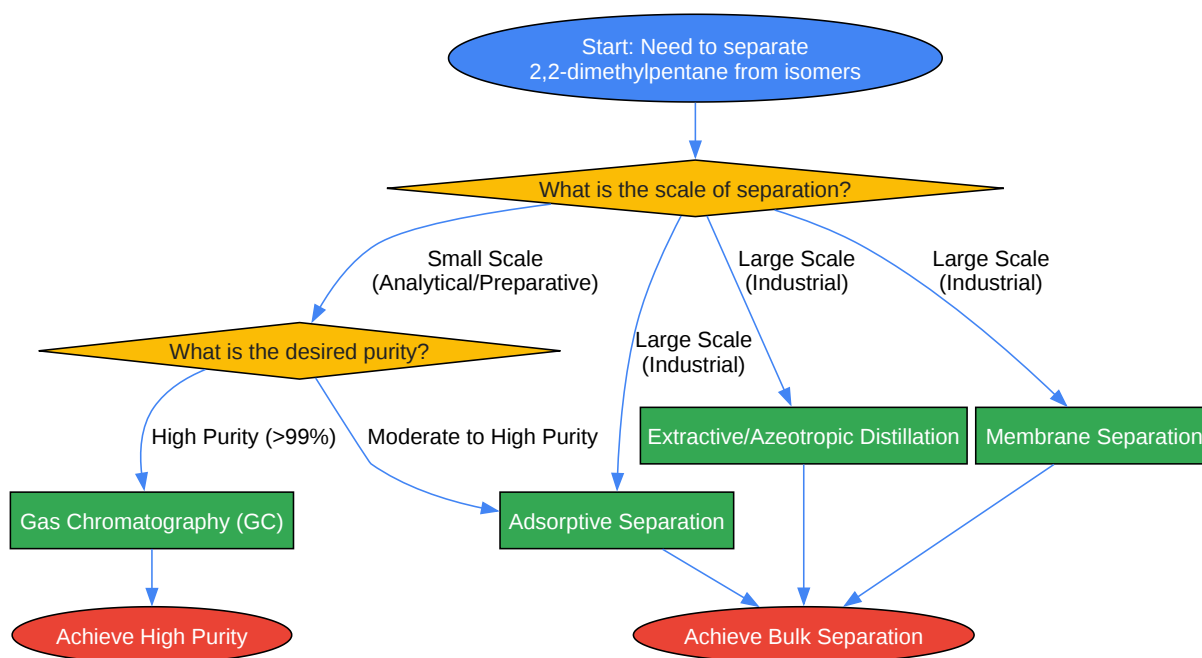 Start: Need to separate
2,2-dimethylpentane from isomers
What is the scale of separation?
Small Scale
(Analytical/Preparative)
Large Scale
(Industrial)
Large Scale
(Industrial)
Large Scale
(Industrial)
What is the desired purity?
High Purity (>99%)
Moderate to High Purity
Extractive/Azeotropic Distillation
Membrane Separation
Gas Chromatography (GC)
Adsorptive Separation
Achieve High Purity
Achieve Bulk Separation